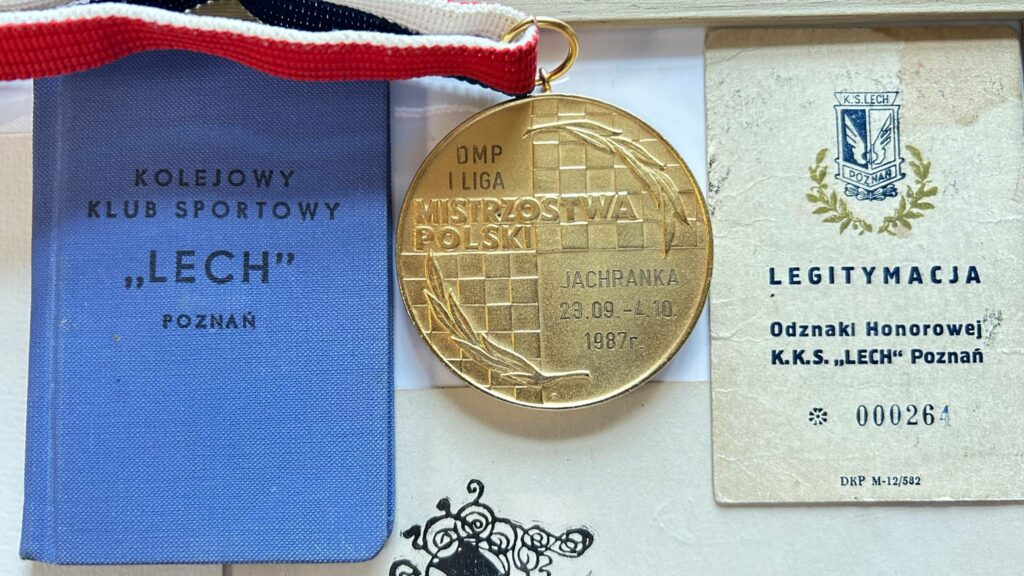 KOLEJOWY
KLUB SPORTOWY
„LECH”
POZNAŃ
DMP
I LIGA
MISTRZOSTWA
POLSKI
JACHRANKA
23.09.-4.10.
1987r.
K.S. LECH
POZNAŃ
LEGITYMACJA
Odznaki Honorowej
K.K.S. „LECH” Poznań
000264
DKP M-12/582